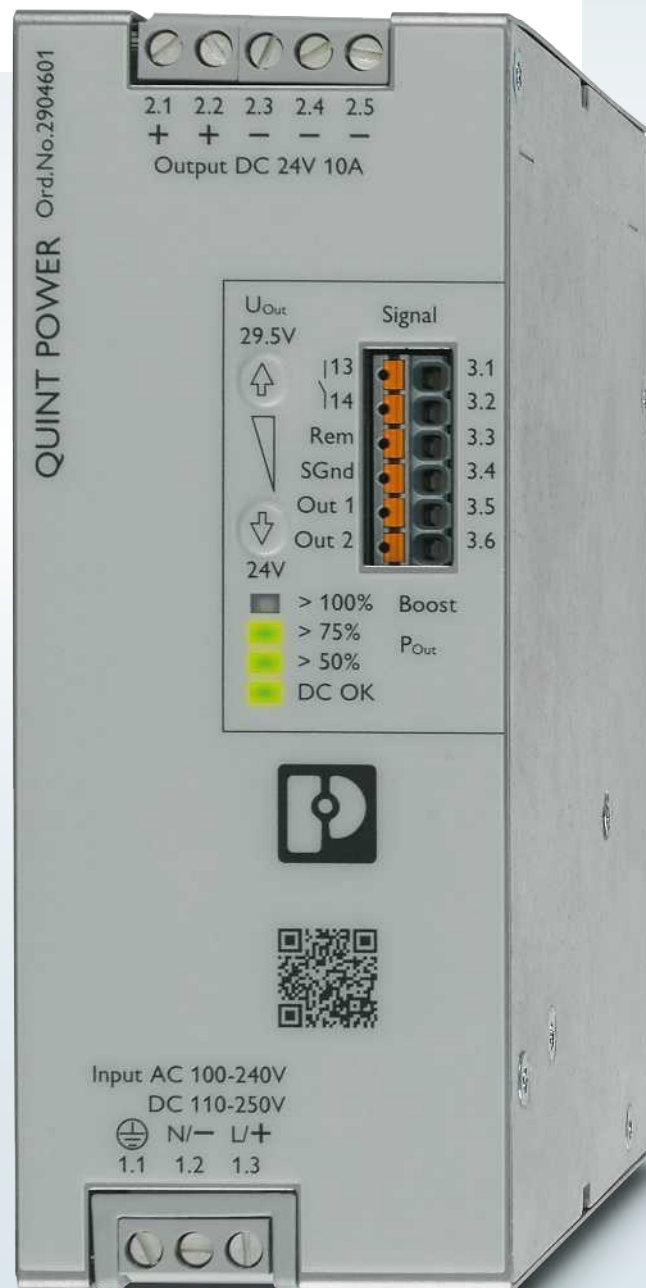 Ord.No.2904601
QUINT POWER
2.1 2.2 2.3 2.4 2.5
+ + − − −
Output DC 24V 10A
UOut
29.5V
Signal
13 3.1
14 3.2
Rem 3.3
SGnd 3.4
Out 1 3.5
Out 2 3.6
24V
> 100% Boost
> 75%
POut
> 50%
DC OK
Input AC 100-240V
DC 110-250V
N/− L/+
1.1 1.2 1.3